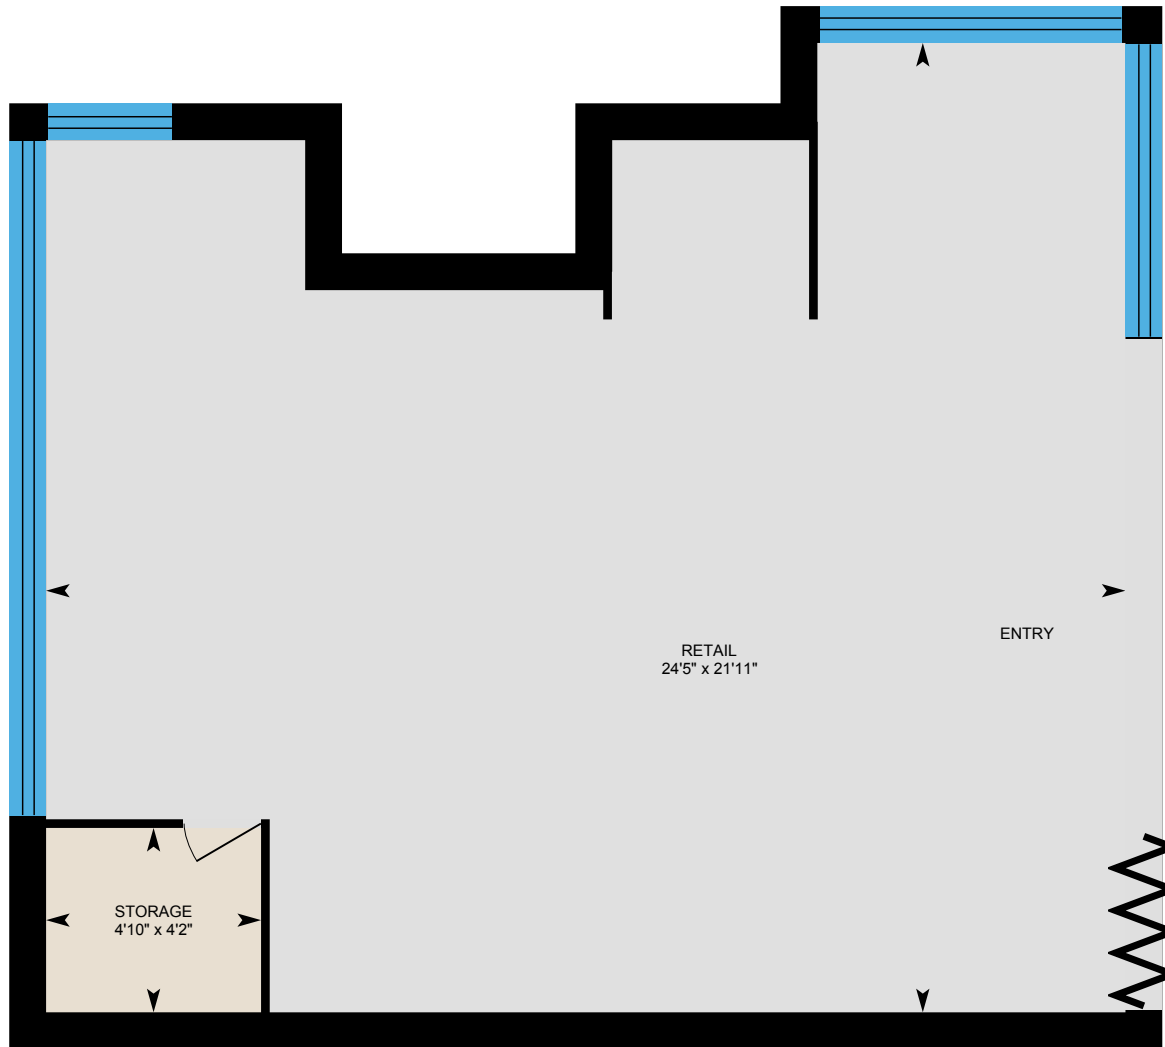 ENTRY
RETAIL
24'5" x 21'11"
STORAGE
4'10" x 4'2"